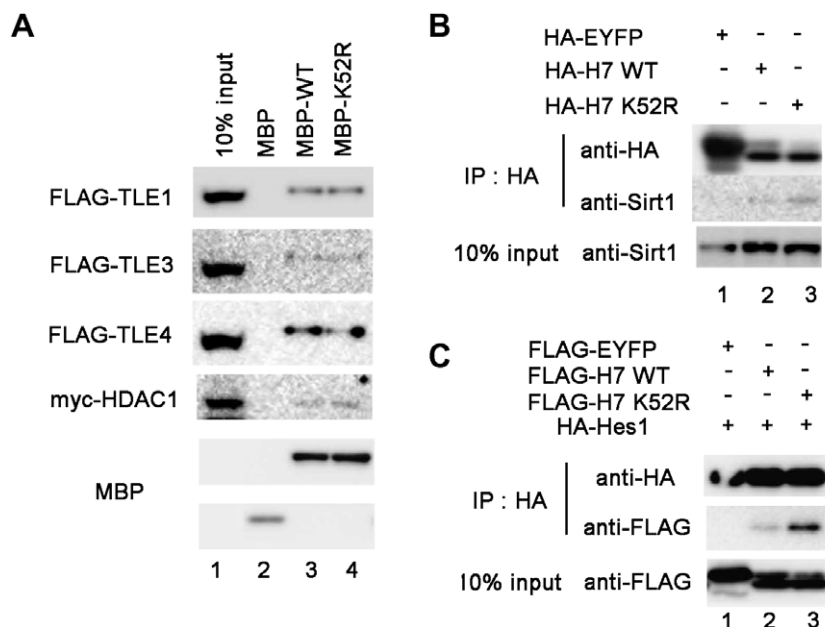 A
10% input
MBP
MBP-WT
MBP-K52R
FLAG-TLE1
FLAG-TLE3
FLAG-TLE4
myc-HDAC1
MBP
1 2 3 4
B
HA-EYFP + - -
HA-H7 WT - + -
HA-H7 K52R - - +
IP : HA
anti-HA
anti-Sirt1
10% input anti-Sirt1
1 2 3
C
FLAG-EYFP + - -
FLAG-H7 WT - + -
FLAG-H7 K52R - - +
HA-Hes1 + + +
IP : HA
anti-HA
anti-FLAG
10% input anti-FLAG
1 2 3